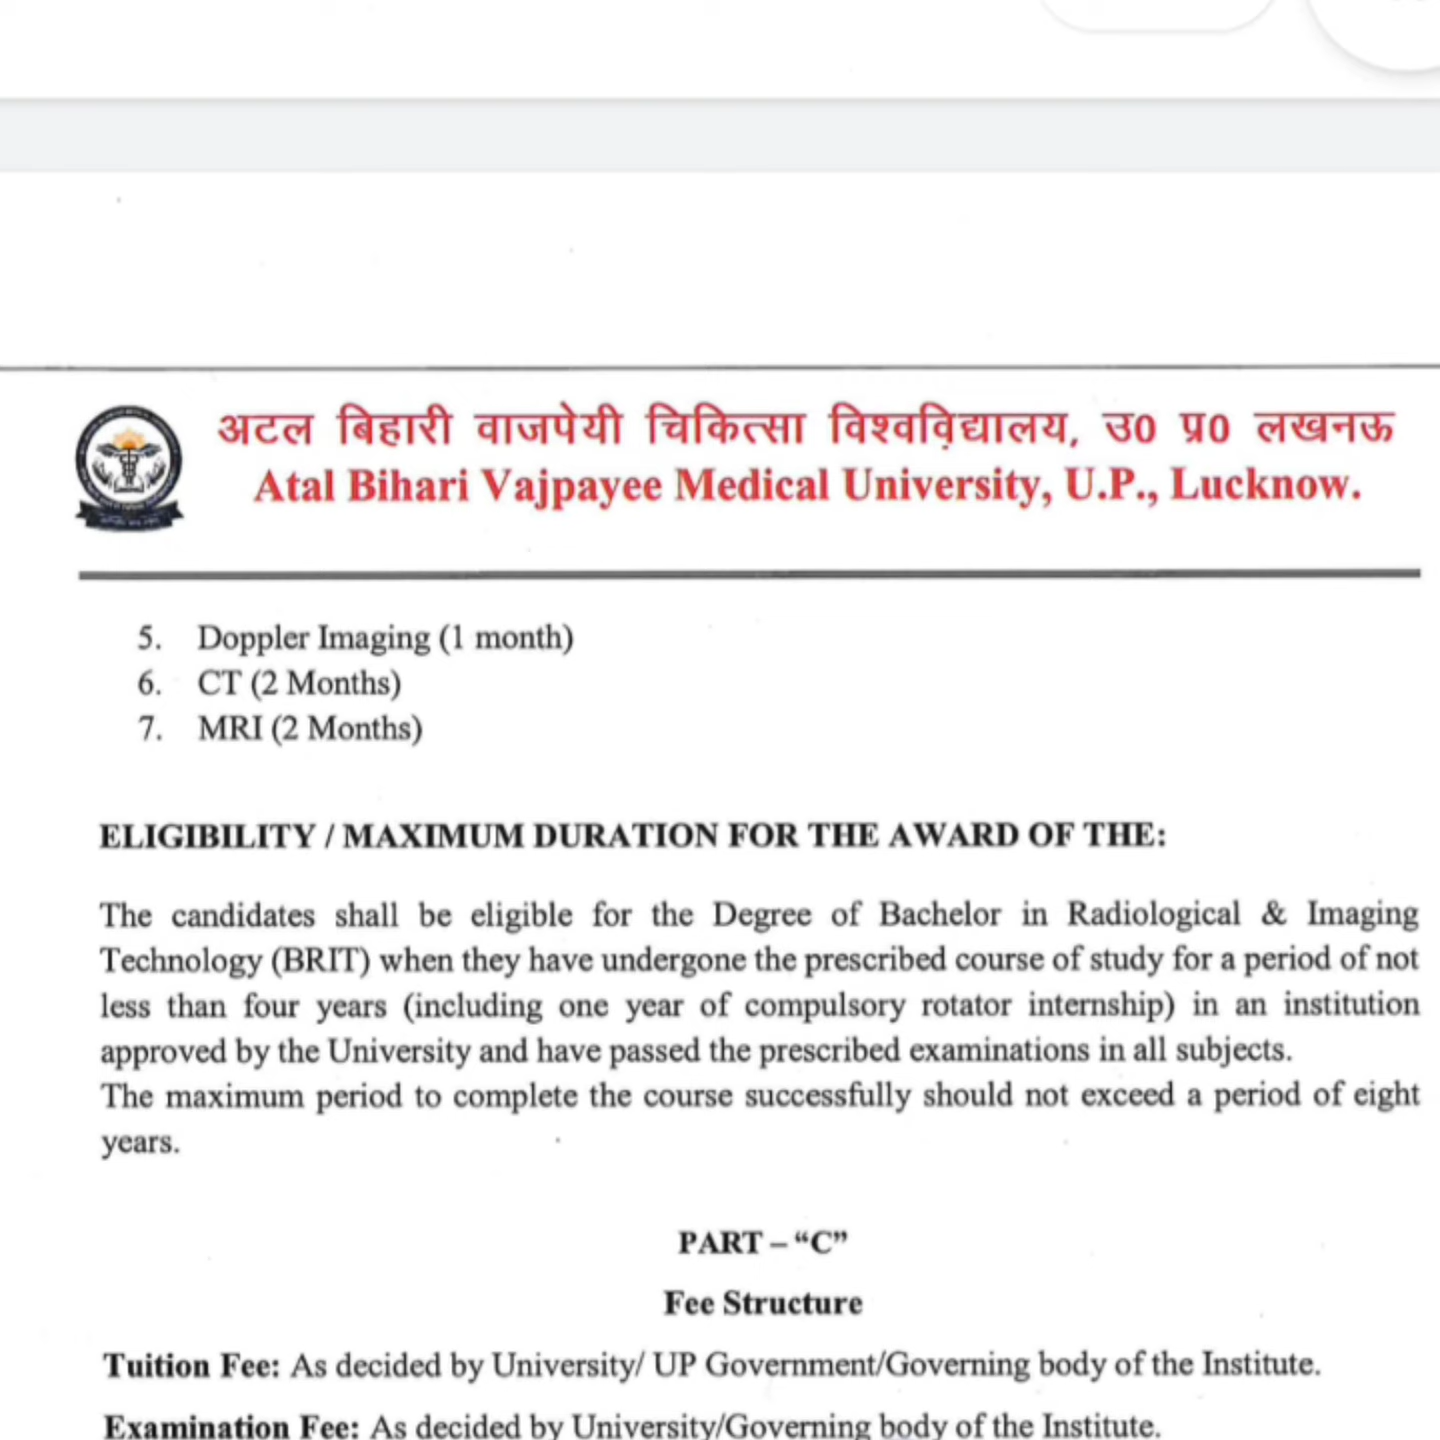 अटल बिहारी वाजपेयी चिकित्सा विश्वविद्यालय, उ0 प्र0 लखनऊ
Atal Bihari Vajpayee Medical University, U.P., Lucknow.
5. Doppler Imaging (1 month)
6. CT (2 Months)
7. MRI (2 Months)
ELIGIBILITY / MAXIMUM DURATION FOR THE AWARD OF THE:
The candidates shall be eligible for the Degree of Bachelor in Radiological & Imaging
Technology (BRIT) when they have undergone the prescribed course of study for a period of not
less than four years (including one year of compulsory rotator internship) in an institution
approved by the University and have passed the prescribed examinations in all subjects.
The maximum period to complete the course successfully should not exceed a period of eight
years.
PART – “C”
Fee Structure
Tuition Fee: As decided by University/ UP Government/Governing body of the Institute.
Examination Fee: As decided by University/Governing body of the Institute.